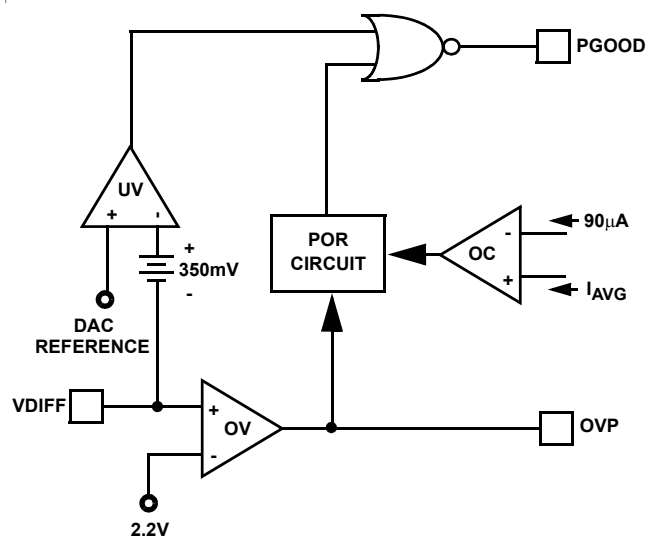 PGOOD
UV
+
-
+
350mV
-
DAC
REFERENCE
POR
CIRCUIT
OC
-
+
90μA
IAVG
VDIFF
+
OV
-
OVP
2.2V